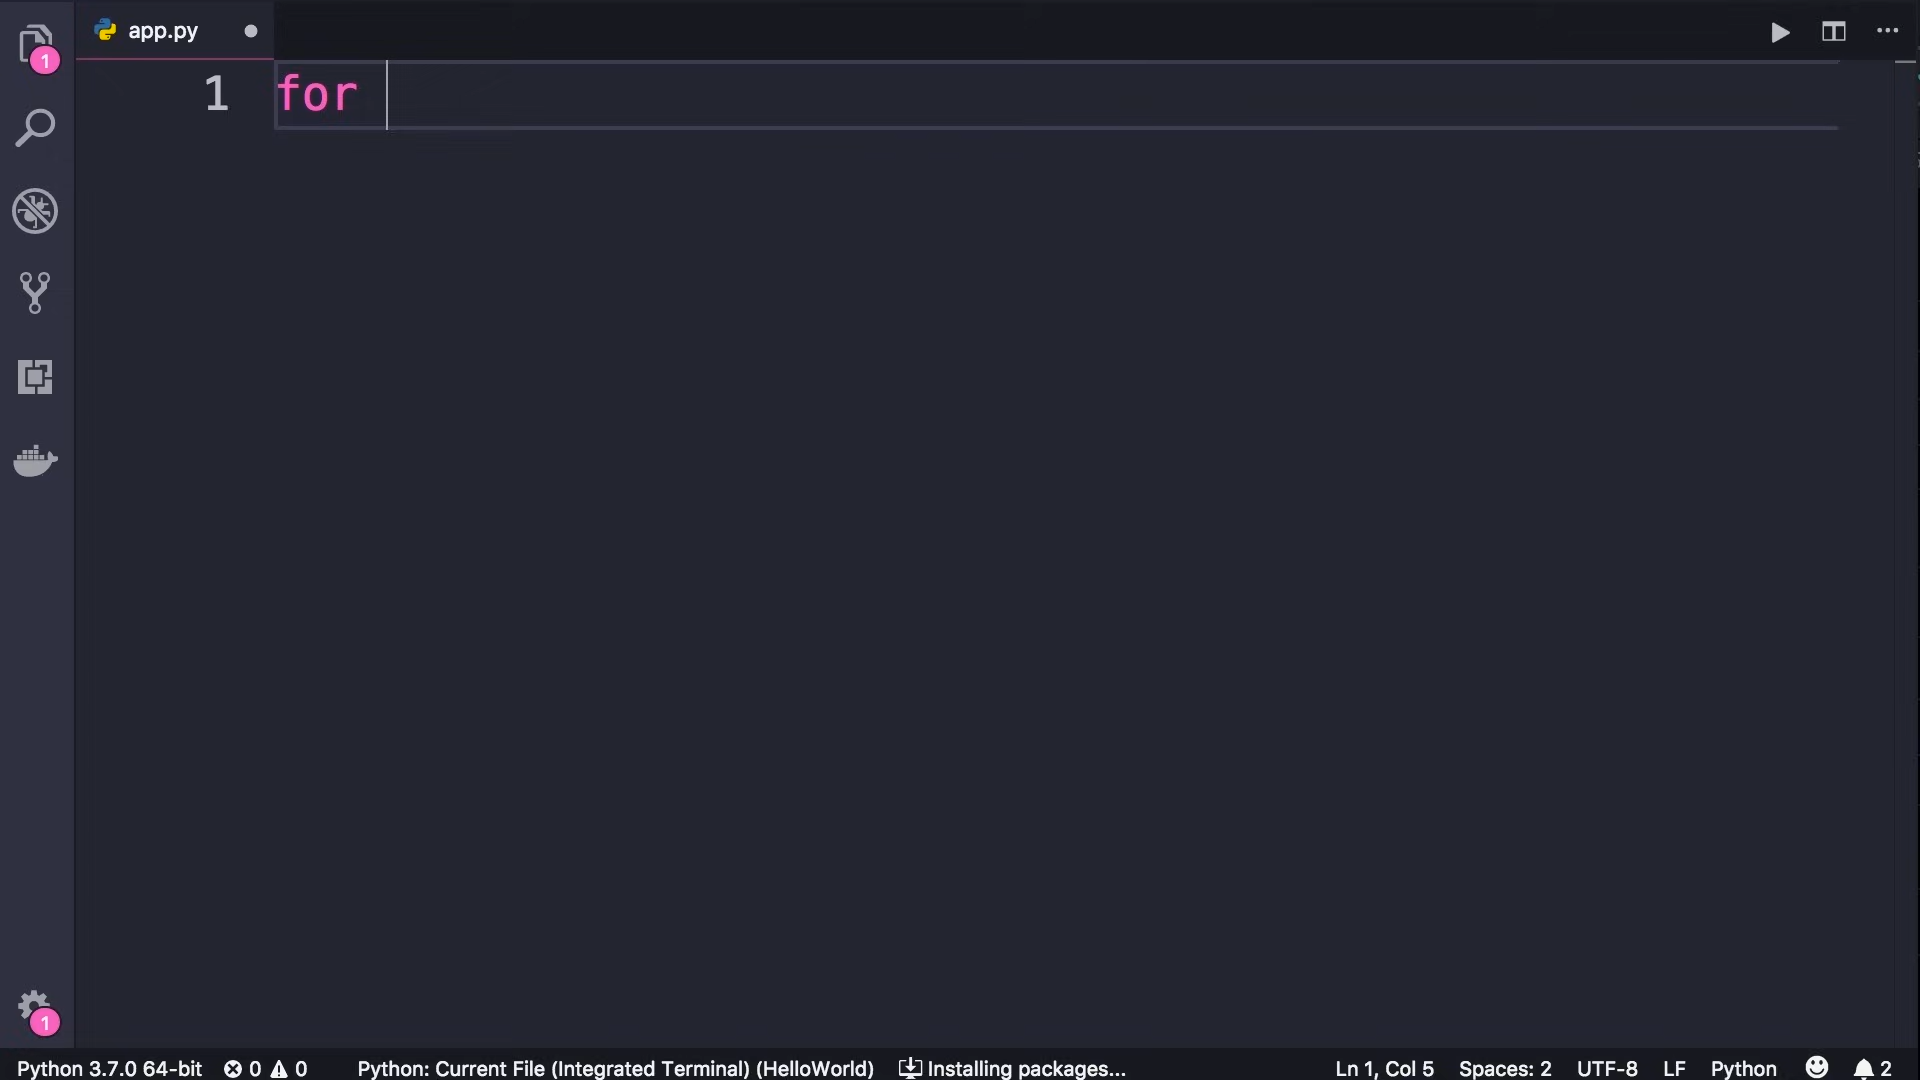 app.py
1
1 for
1
Python 3.7.0 64-bit 0 0 Python: Current File (Integrated Terminal) (HelloWorld) Installing packages... Ln 1, Col 5 Spaces: 2 UTF-8 LF Python 2